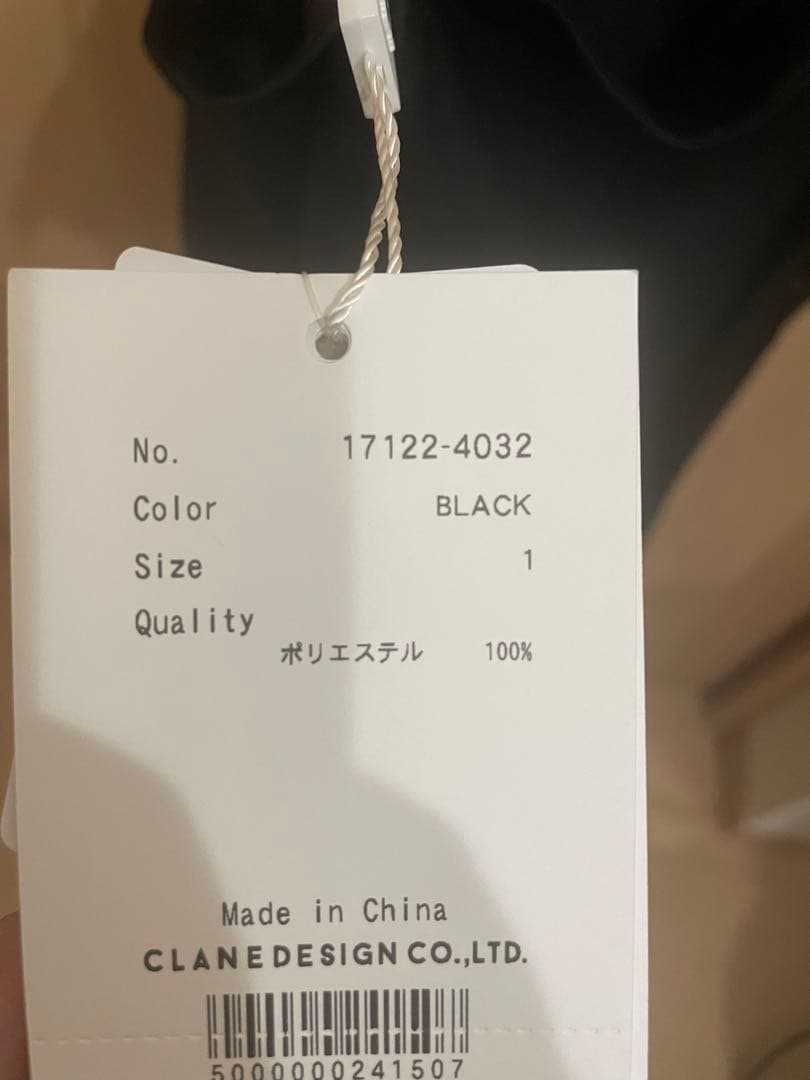 No. 17122-4032
Color BLACK
Size 1
Quality
ポリエステル 100%
Made in China
CLANE DESIGN CO.,LTD.
5000000241507